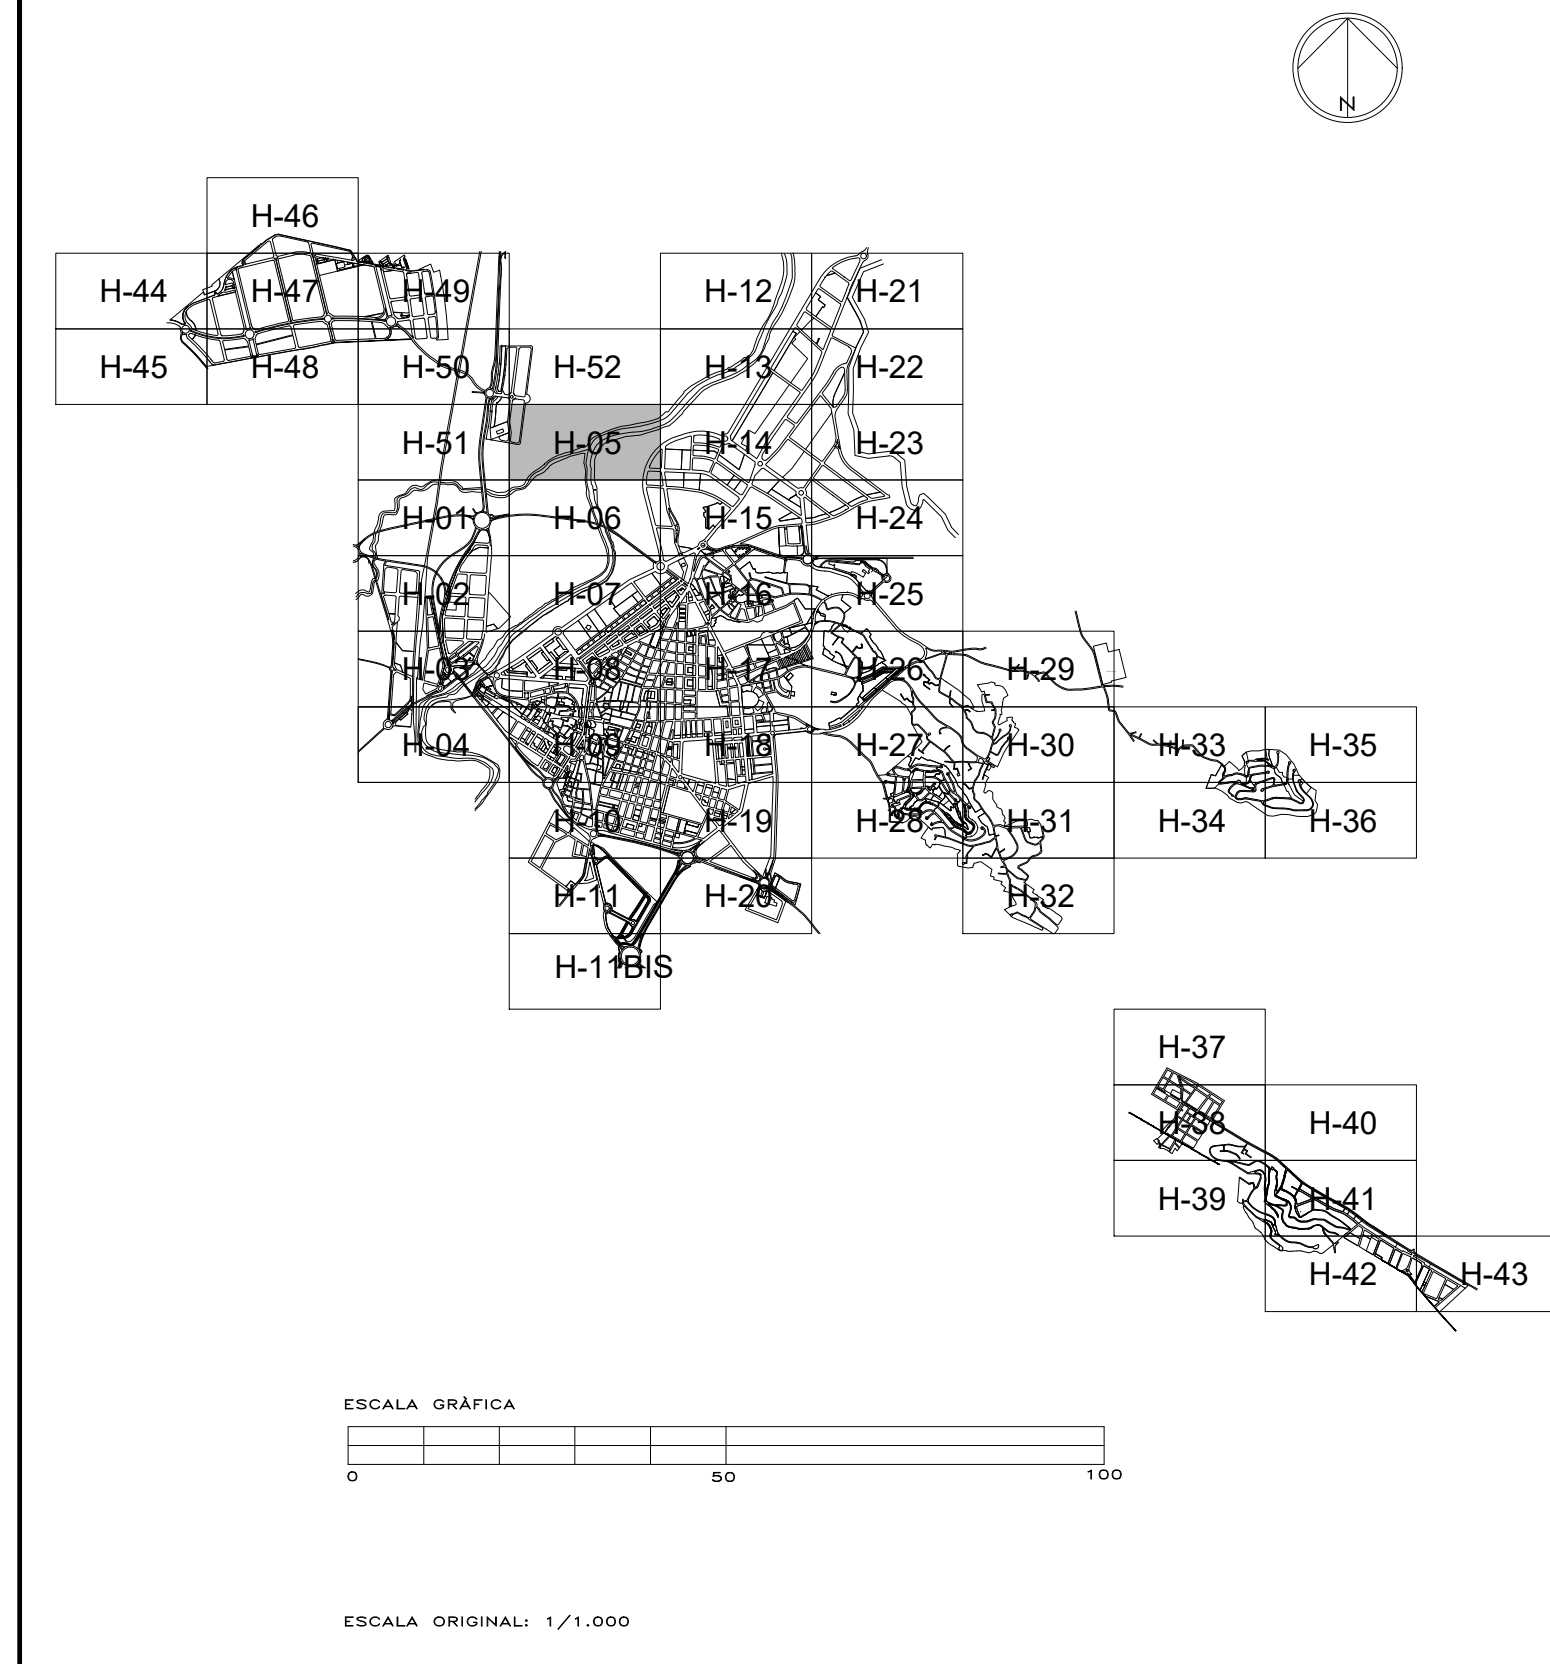 N
H-46
H-44 H-47 H-49 H-12 H-21
H-45 H-48 H-50 H-52 H-13 H-22
H-51 H-05 H-14 H-23
H-01 H-06 H-15 H-24
H-02 H-07 H-16 H-25
H-03 H-08 H-17 H-26 H-29
H-04 H-09 H-18 H-27 H-30 H-33 H-35
H-10 H-19 H-28 H-31 H-34 H-36
H-11 H-20 H-32
H-11BIS
H-37
H-38 H-40
H-39 H-41
H-42 H-43
ESCALA GRÀFICA
0 50 100
ESCALA ORIGINAL: 1/1.000